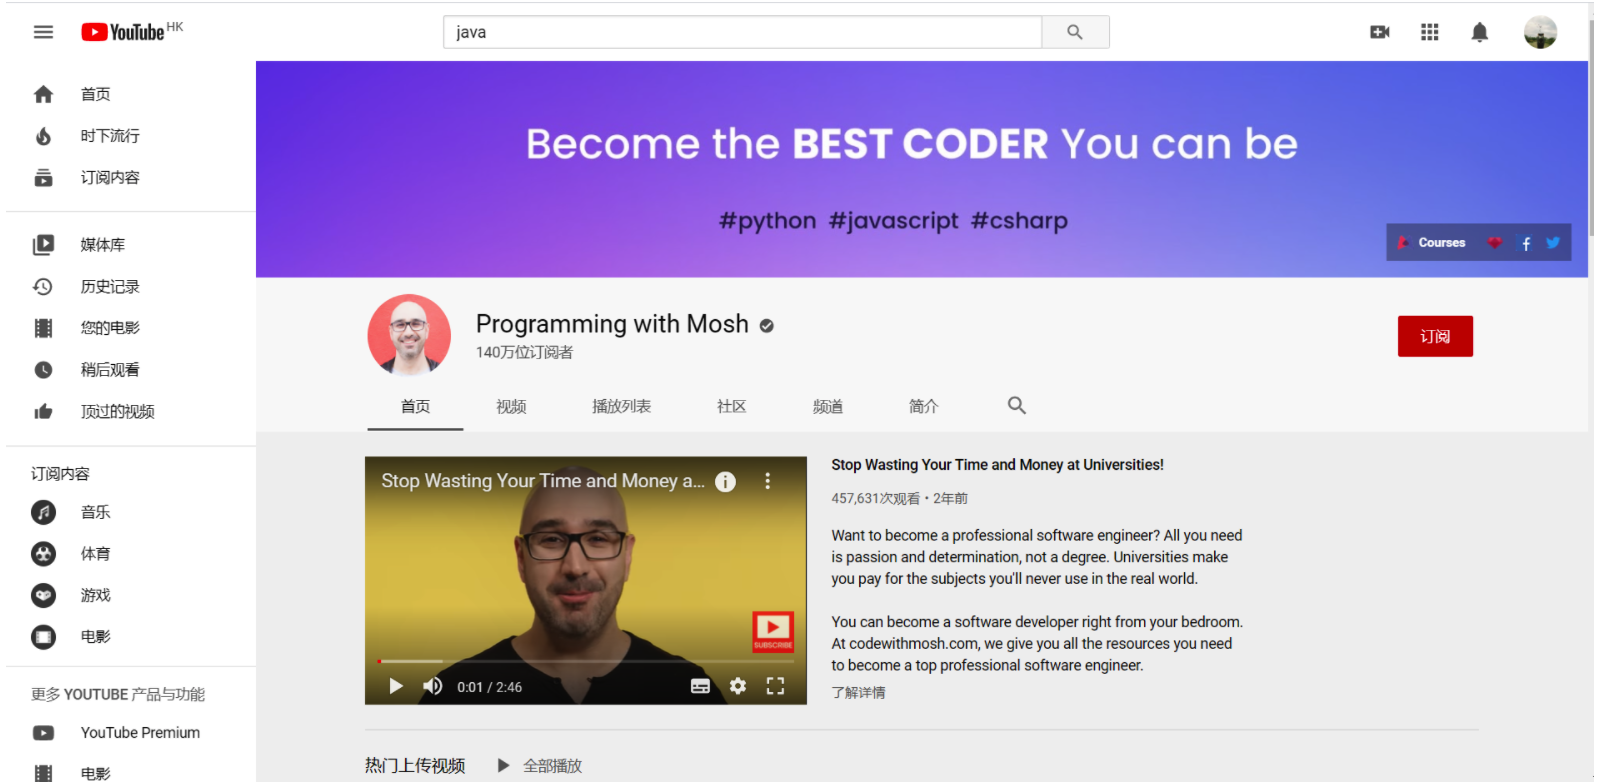 YouTube HK
java
首页
时下流行
订阅内容
媒体库
历史记录
您的电影
稍后观看
顶过的视频
订阅内容
音乐
体育
游戏
电影
更多 YOUTUBE 产品与功能
YouTube Premium
电影
Become the BEST CODER You can be
#python #javascript #csharp
Courses
Programming with Mosh
140万位订阅者
订阅
首页 视频 播放列表 社区 频道 简介
Stop Wasting Your Time and Money a...
SUBSCRIBE
0:01 / 2:46
Stop Wasting Your Time and Money at Universities!
457,631次观看 • 2年前
Want to become a professional software engineer? All you need
is passion and determination, not a degree. Universities make
you pay for the subjects you'll never use in the real world.
You can become a software developer right from your bedroom.
At codewithmosh.com, we give you all the resources you need
to become a top professional software engineer.
了解详情
热门上传视频 全部播放